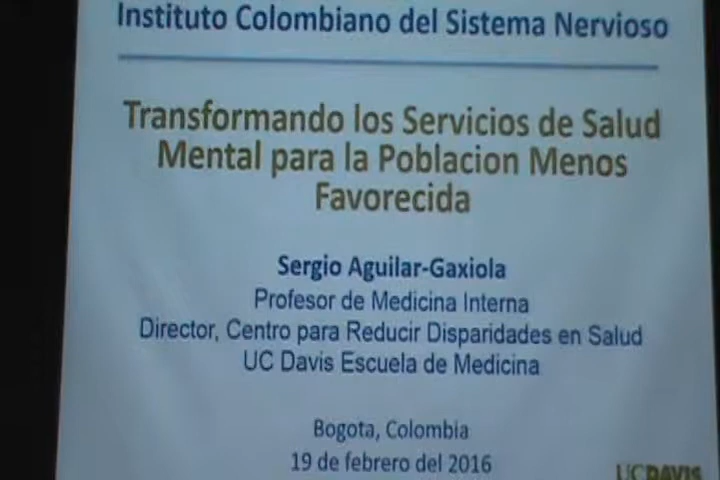 Instituto Colombiano del Sistema Nervioso
Transformando los Servicios de Salud
Mental para la Poblacion Menos
Favorecida
Sergio Aguilar-Gaxiola
Profesor de Medicina Interna
Director, Centro para Reducir Disparidades en Salud
UC Davis Escuela de Medicina
Bogota, Colombia
19 de febrero del 2016
UCDAVIS